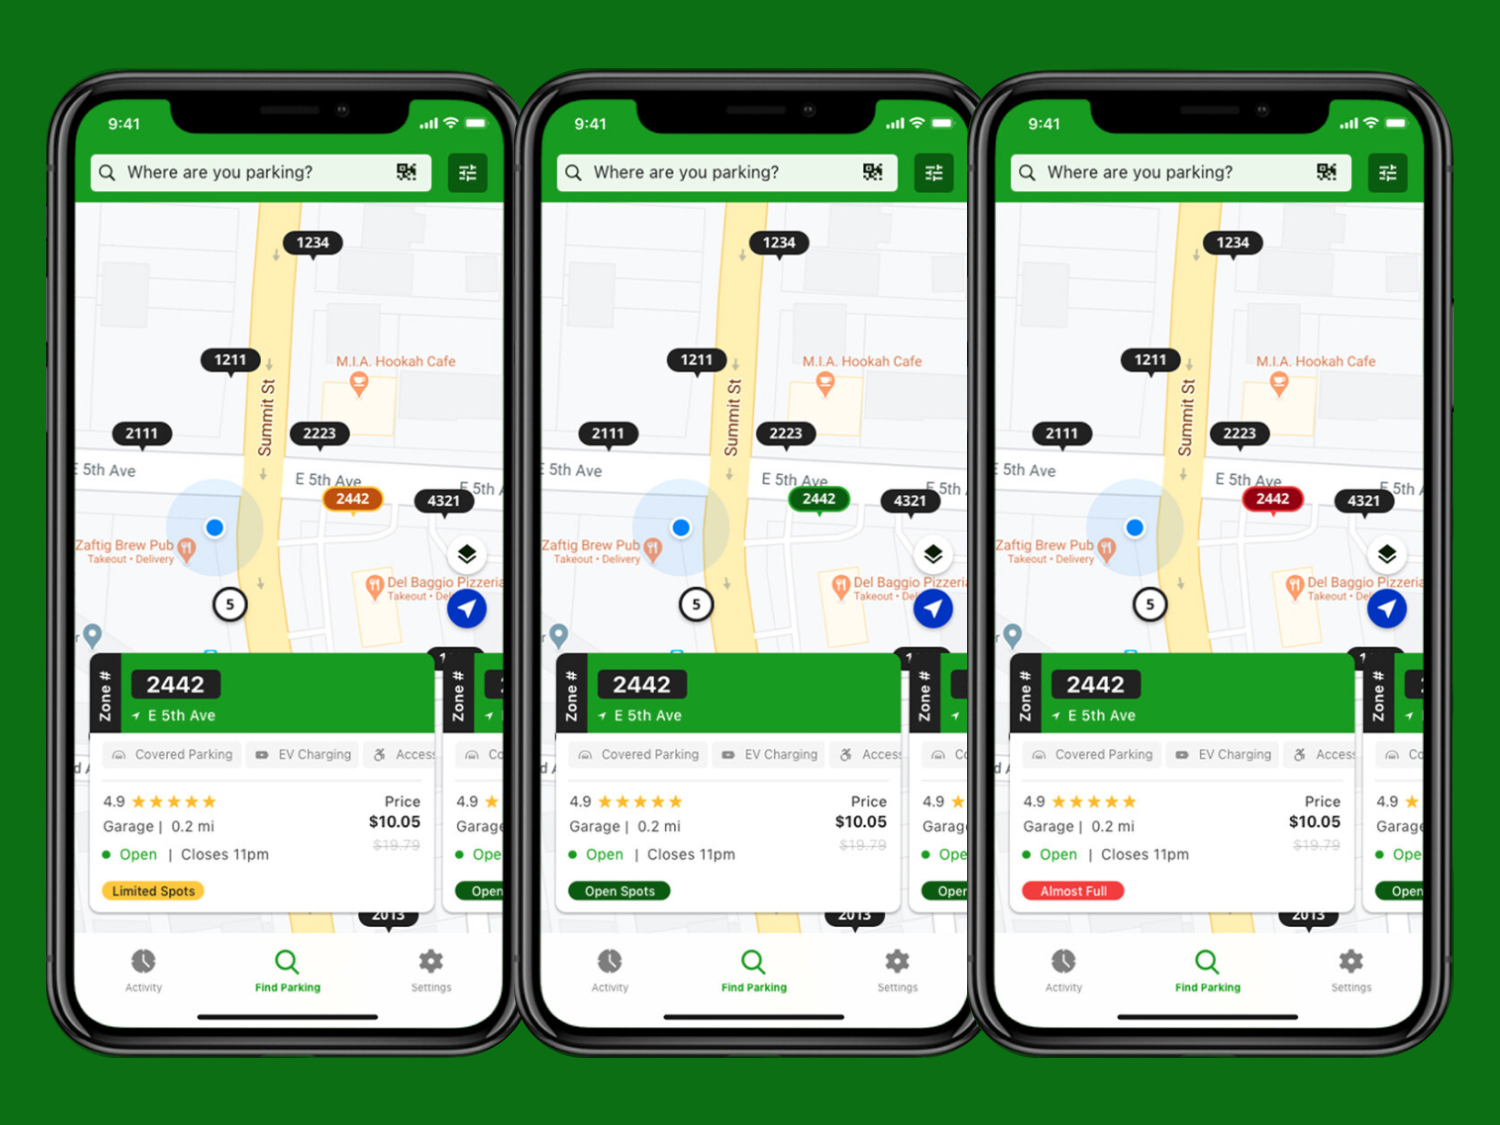 9:41
Where are you parking?
1234
1211
M.I.A. Hookah Cafe
Summit St
2111
2223
E 5th Ave
E 5th Ave
E 5th
2442
4321
Zaftig Brew Pub
Takeout • Delivery
Del Baggio Pizzeria
Takeout •
5
Zone #
2442
E 5th Ave
Zone #
Covered Parking
EV Charging
Access
4.9
Price
$10.05
$19.79
Garage | 0.2 mi
Open | Closes 11pm
Limited Spots
4.9
Garag
Ope
Open
2013
Activity
Find Parking
Settings
9:41
Where are you parking?
1234
1211
M.I.A. Hookah Cafe
Summit St
2111
2223
E 5th Ave
E 5th Ave
E 5th
2442
4321
Zaftig Brew Pub
Takeout • Delivery
Del Baggio Pizzeria
Takeout •
5
Zone #
2442
E 5th Ave
Zone #
Covered Parking
EV Charging
Access
4.9
Price
$10.05
$19.79
Garage | 0.2 mi
Open | Closes 11pm
Open Spots
4.9
Garag
Ope
Oper
2013
Activity
Find Parking
Settings
9:41
Where are you parking?
1234
1211
M.I.A. Hookah Cafe
Summit St
2111
2223
E 5th Ave
E 5th Ave
5th
2442
4321
Zaftig Brew Pub
Takeout • Delivery
Del Baggio Pizzeria
Takeout •
5
Zone #
2442
E 5th Ave
Zone #
Covered Parking
EV Charging
Access
4.9
Price
$10.05
$19.79
Garage | 0.2 mi
Open | Closes 11pm
Almost Full
4.9
Garag
Ope
Open
2013
Activity
Find Parking
Settings